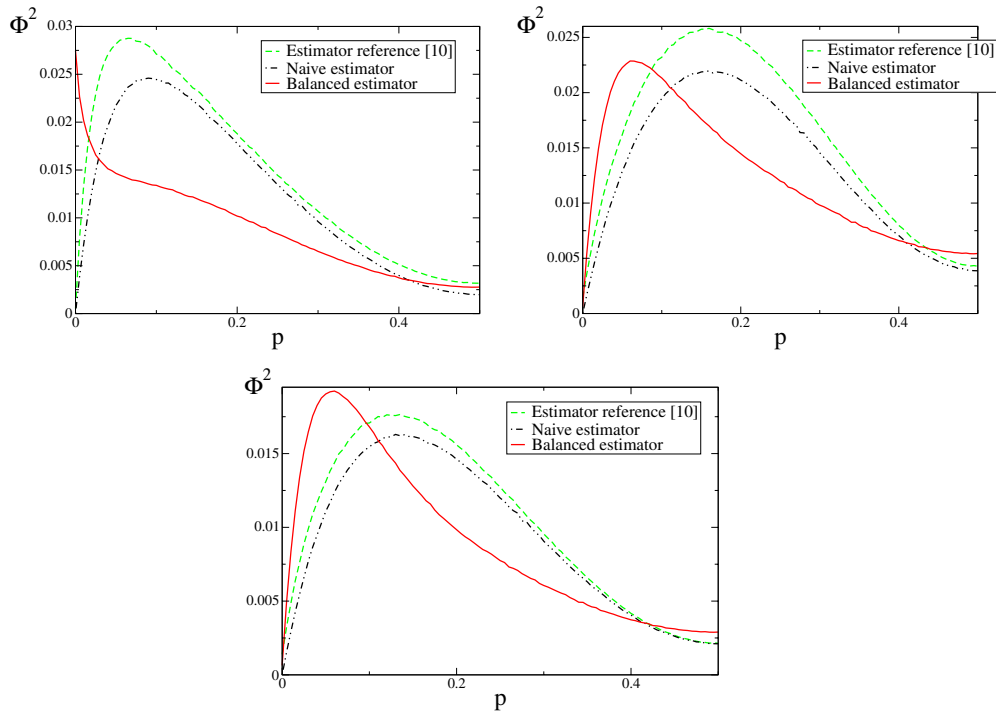 Φ²
0.03
0.025
0.02
0.015
0.01
0.005
0
0
0.2
0.4
p
Estimator reference [10]
Naive estimator
Balanced estimator
Φ²
0.025
0.02
0.015
0.01
0.005
0
0
0.2
0.4
p
Estimator reference [10]
Naive estimator
Balanced estimator
Φ²
0.015
0.01
0.005
0
0
0.2
0.4
p
Estimator reference [10]
Naive estimator
Balanced estimator